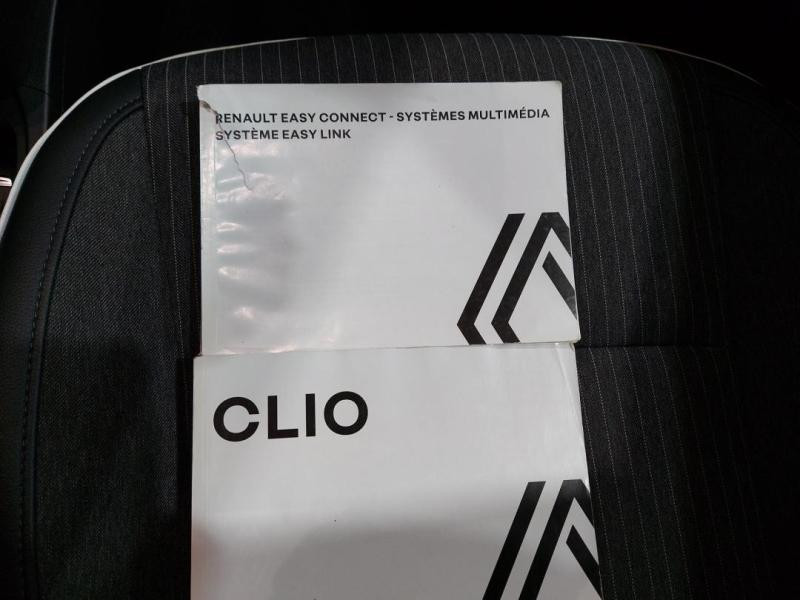 RENAULT EASY CONNECT - SYSTÈMES MULTIMÉDIA
SYSTÈME EASY LINK
CLIO